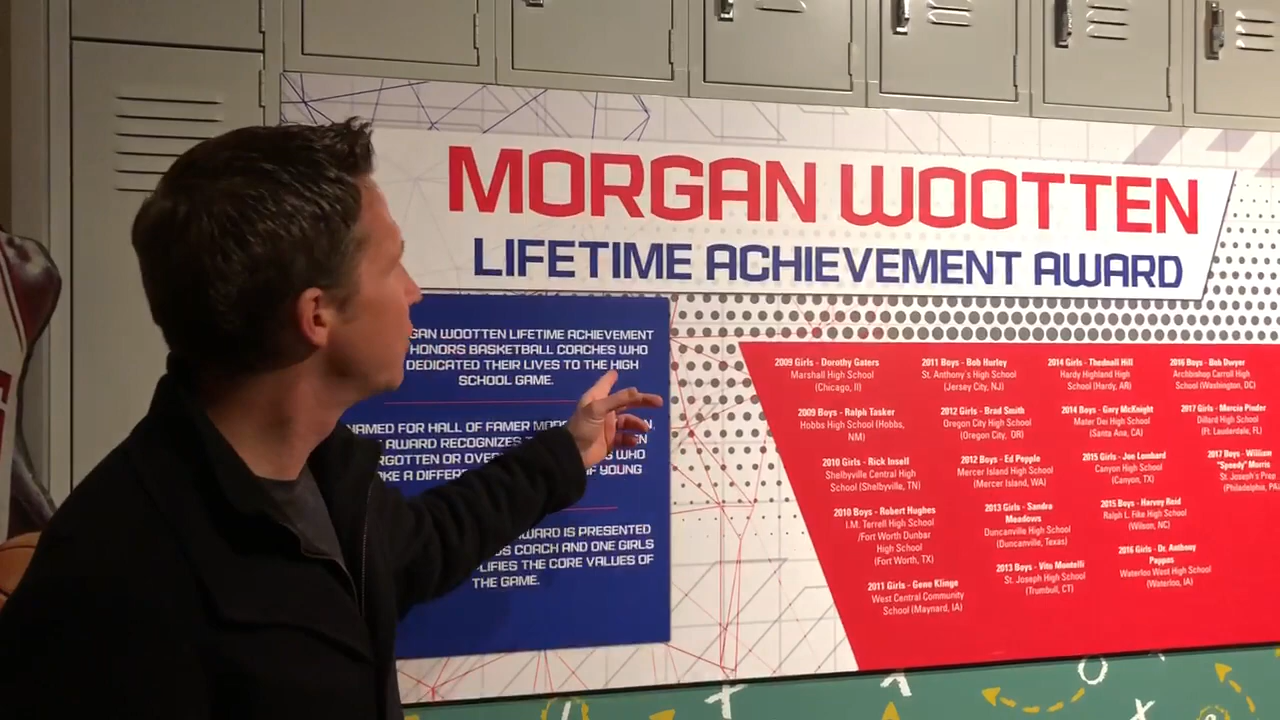 MORGAN WOOTTEN
LIFETIME ACHIEVEMENT AWARD
WOOTTEN LIFETIME ACHIEVEMENT
HONORS BASKETBALL COACHES WHO
DEDICATED THEIR LIVES TO THE HIGH
SCHOOL GAME.
NAMED FOR HALL OF FAMER
AWARD RECOGNIZES
WHO
YOUNG
AWARD IS PRESENTED
COACH AND ONE GIRLS
CORE VALUES OF
THE GAME.
2009 Girls - Dorothy Gaters
Marshall High School
(Chicago, Il)
2009 Boys - Ralph Tasker
Hobbs High School (Hobbs,
NM)
2010 Girls - Rick Insell
Shelbyville Central High
School (Shelbyville, TN)
2010 Boys - Robert Hughes
I.M. Terrell High School
/Fort Worth Dunbar
High School
(Fort Worth, TX)
2011 Girls - Gene Klinge
West Central Community
School (Maynard, IA)
2011 Boys - Bob Hurley
St. Anthony's High School
(Jersey City, NJ)
2012 Girls - Brad Smith
Oregon City High School
(Oregon City, OR)
2012 Boys - Ed Pepple
Mercer Island High School
(Mercer Island, WA)
2013 Girls - Sandra
Meadows
Duncanville High School
(Duncanville, Texas)
2013 Boys - Vito Montelli
St. Joseph High School
(Trumbull, CT)
2014 Girls - Thednall Hill
Hardy Highland High
School (Hardy, AR)
2014 Boys - Gary McKnight
Mater Dei High School
(Santa Ana, CA)
2015 Girls - Joe Lombard
Canyon High School
(Canyon, TX)
2015 Boys - Harvey Reid
Ralph L. Fike High School
(Wilson, NC)
2016 Girls - Dr. Anthony
Pappas
Waterloo West High School
(Waterloo, IA)
2016 Boys - Bob Dwyer
Archbishop Carroll High
School (Washington, DC)
2017 Girls - Marcia Pinder
Dillard High School
(Ft. Lauderdale, FL)
2017 Boys - William
"Speedy" Morris
St. Joseph's Prep
(Philadelphia,